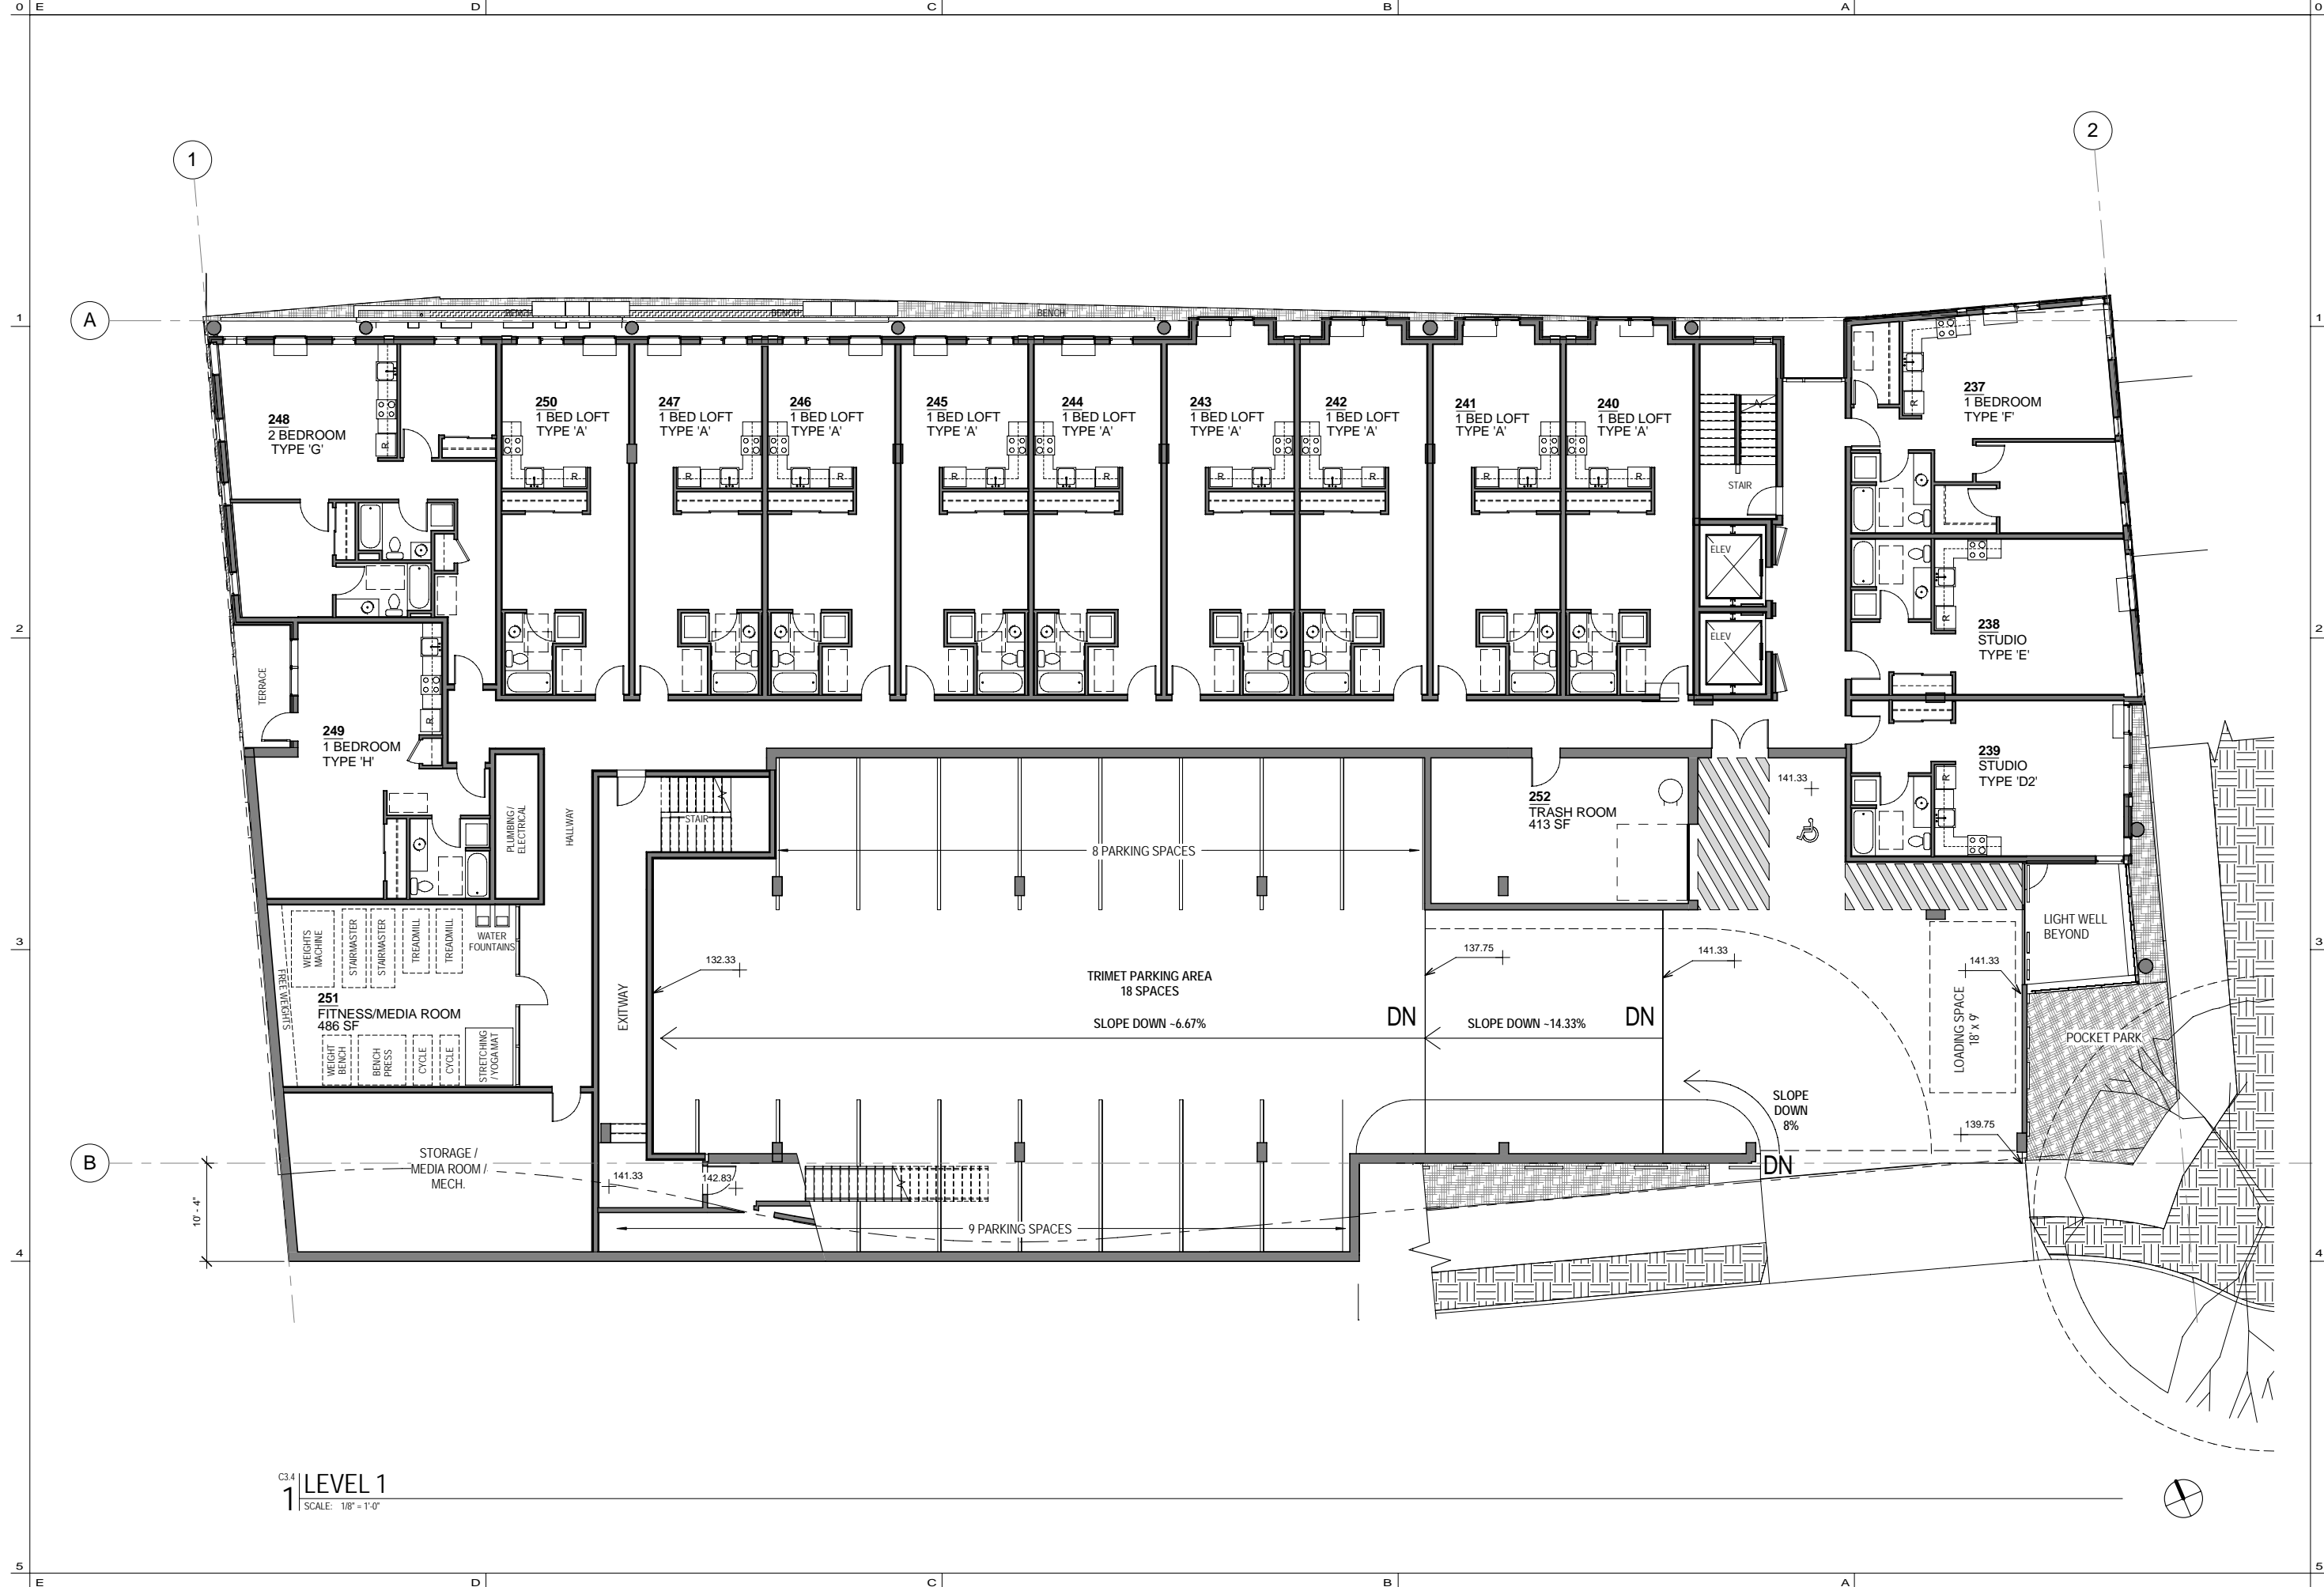 0 E D C B A 0
1
2
A
1
1
BENCH
BENCH
BENCH
248
2 BEDROOM
TYPE 'G'
R
250
1 BED LOFT
TYPE 'A'
R
247
1 BED LOFT
TYPE 'A'
R
246
1 BED LOFT
TYPE 'A'
R
245
1 BED LOFT
TYPE 'A'
R
244
1 BED LOFT
TYPE 'A'
R
243
1 BED LOFT
TYPE 'A'
R
242
1 BED LOFT
TYPE 'A'
R
241
1 BED LOFT
TYPE 'A'
R
240
1 BED LOFT
TYPE 'A'
R
STAIR
ELEV
ELEV
237
1 BEDROOM
TYPE 'F'
R
238
STUDIO
TYPE 'E'
R
2
2
239
STUDIO
TYPE 'D2'
R
TERRACE
249
1 BEDROOM
TYPE 'H'
R
PLUMBING/
ELECTRICAL
HALLWAY
STAIR
8 PARKING SPACES
252
TRASH ROOM
413 SF
141.33
3
3
WEIGHTS
MACHINE
STAIRMASTER
STAIRMASTER
TREADMILL
TREADMILL
WATER
FOUNTAINS
FREE WEIGHTS
251
FITNESS/MEDIA ROOM
486 SF
WEIGHT
BENCH
BENCH
PRESS
CYCLE
CYCLE
STRETCHING
/ YOGA MAT
EXITWAY
132.33
TRIMET PARKING AREA
18 SPACES
SLOPE DOWN ~6.67%
DN
137.75
SLOPE DOWN ~14.33%
DN
141.33
LOADING SPACE
18' x 9'
141.33
LIGHT WELL
BEYOND
POCKET PARK
SLOPE
DOWN
8%
139.75
DN
B
STORAGE /
MEDIA ROOM /
MECH.
10' - 4"
141.33
142.83
9 PARKING SPACES
4
4
C3.4
1
LEVEL 1
SCALE: 1/8" = 1'-0"
5
5
E D C B A